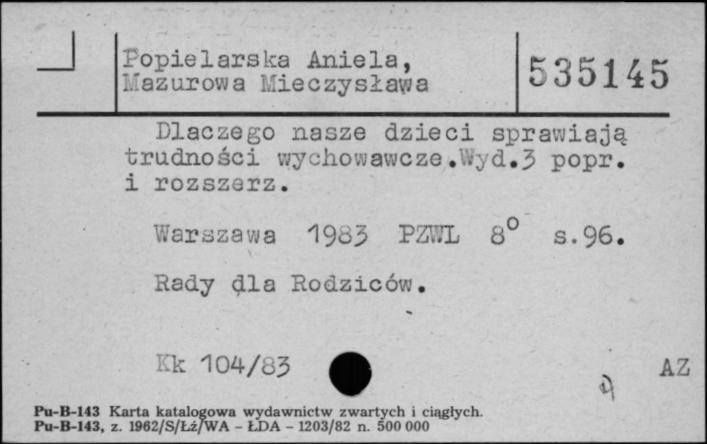 Popielarska Aniela,
Mazurowa Mieczysława
535145
Dlaczego nasze dzieci sprawiają
trudności wychowawcze.Wyd.3 popr.
i rozszerz.
Warszawa 1983 PZWL 8° s.96.
Rady dla Rodziców.
Kk 104/83
AZ
Pu-B-143 Karta katalogowa wydawnictw zwartych i ciągłych.
Pu-B-143, z. 1962/S/Łź/WA - ŁDA - 1203/82 n. 500 000